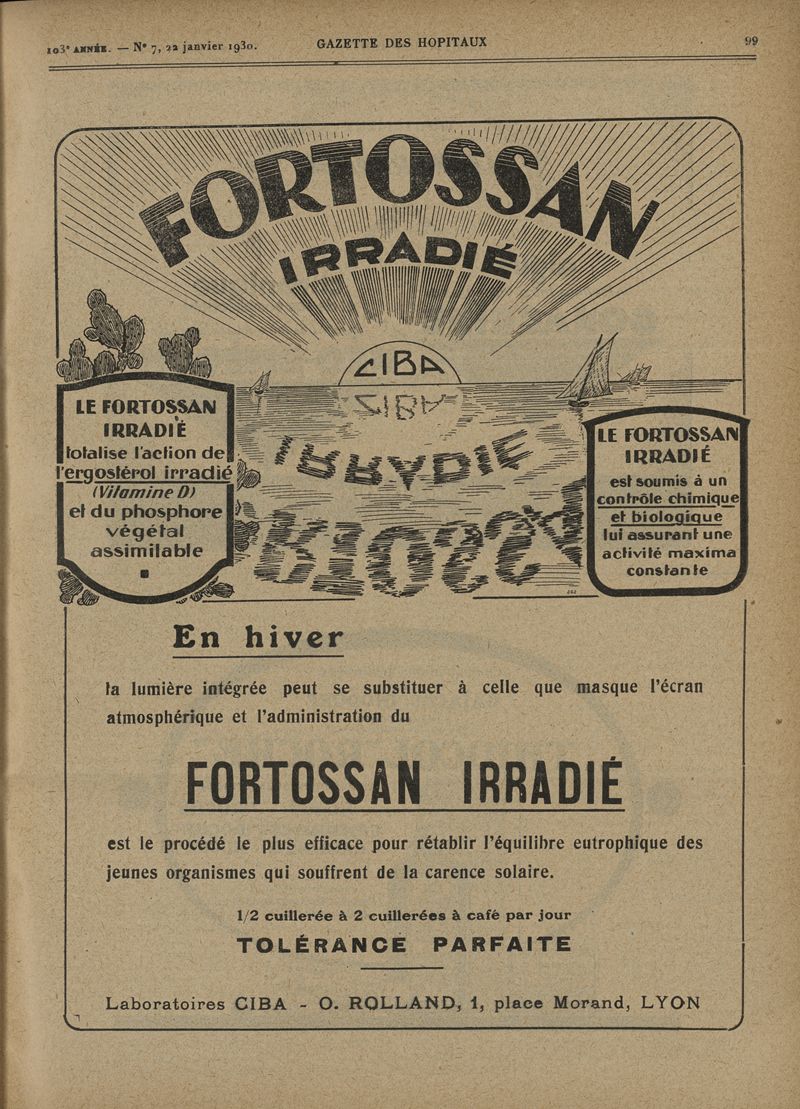 103ᵉ ANNÉE. — Nº 7, 22 janvier 1930.
GAZETTE DES HOPITAUX
99
FORTOSSAN
IRRADIÉ
CIBA
CIBA
IRRADIÉ
LE FORTOSSAN
IRRADIÉ
totalise l'action de
l'ergostérol irradié
(Vitamine D)
et du phosphore
végétal
assimilable
LE FORTOSSAN
IRRADIÉ
est soumis à un
contrôle chimique
et biologique
lui assurant une
activité maxima
constante
En hiver
la lumière intégrée peut se substituer à celle que masque l'écran
atmosphérique et l'administration du
FORTOSSAN IRRADIÉ
est le procédé le plus efficace pour rétablir l'équilibre eutrophique des
jeunes organismes qui souffrent de la carence solaire.
1/2 cuillerée à 2 cuillerées à café par jour
TOLÉRANCE PARFAITE
Laboratoires CIBA - O. ROLLAND, 1, place Morand, LYON